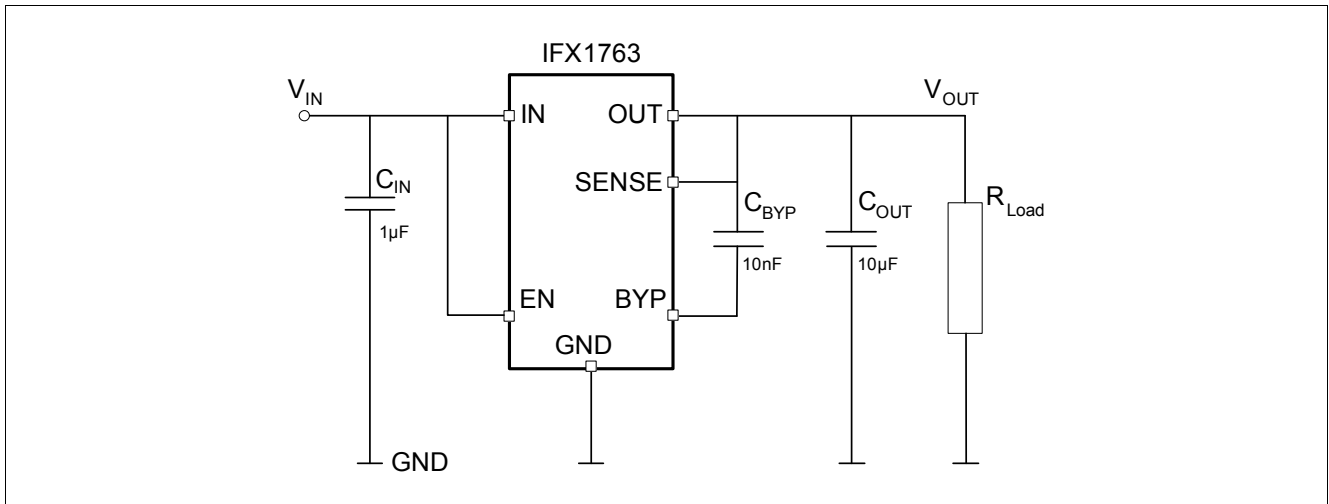 IFX1763
V_IN
V_OUT
IN
OUT
SENSE
C_IN
1µF
C_BYP
10nF
C_OUT
10µF
R_Load
EN
BYP
GND
GND